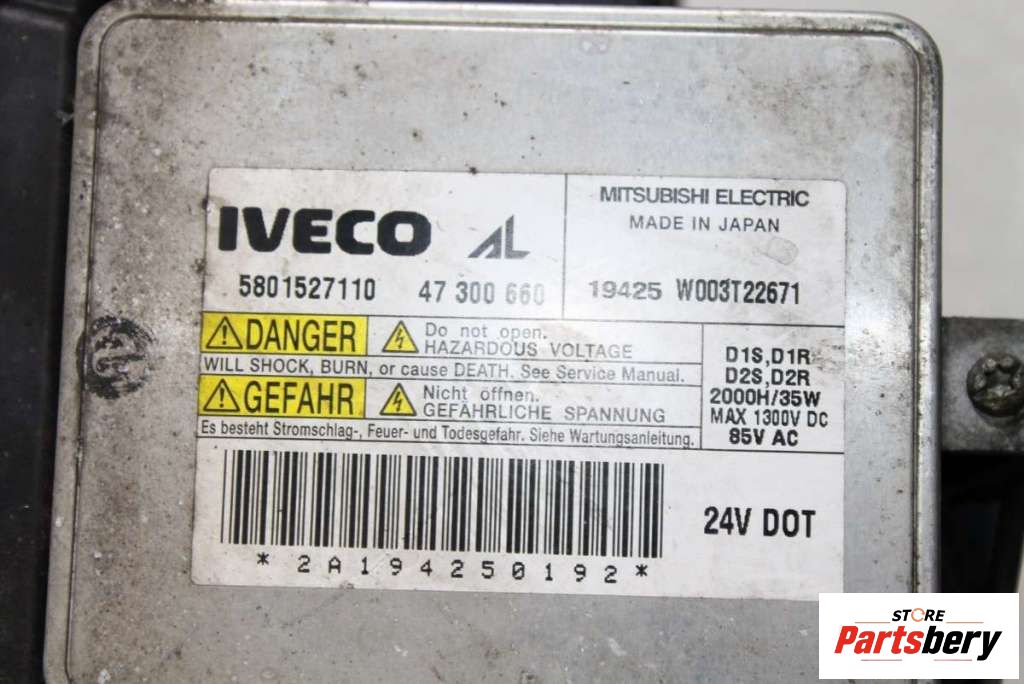 IVECO AL
5801527110 47 300 660
MITSUBISHI ELECTRIC
MADE IN JAPAN
19425 W003T22671
DANGER Do not open.
HAZARDOUS VOLTAGE
WILL SHOCK, BURN, or cause DEATH. See Service Manual.
GEFAHR Nicht öffnen.
GEFÄHRLICHE SPANNUNG
Es besteht Stromschlag-, Feuer- und Todesgefahr. Siehe Wartungsanleitung.
D1S,D1R
D2S,D2R
2000H/35W
MAX 1300V DC
85V AC
*2A194250192*
24V DOT
STORE
Partsbery